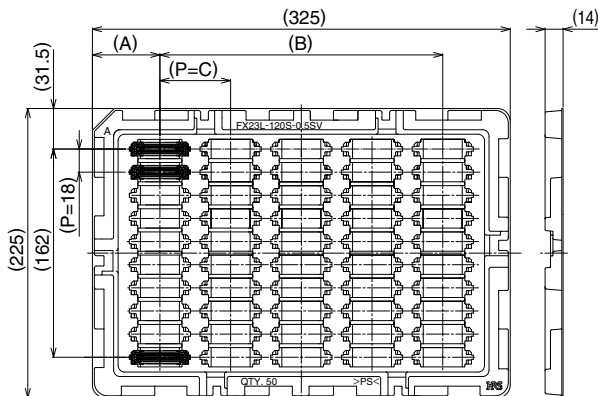 (325)
(14)
(A)
(B)
(31.5)
(P=C)
A
FX23L-120S-0.5SV
(P=18)
(162)
(225)
QTY. 50
>PS<
HRS